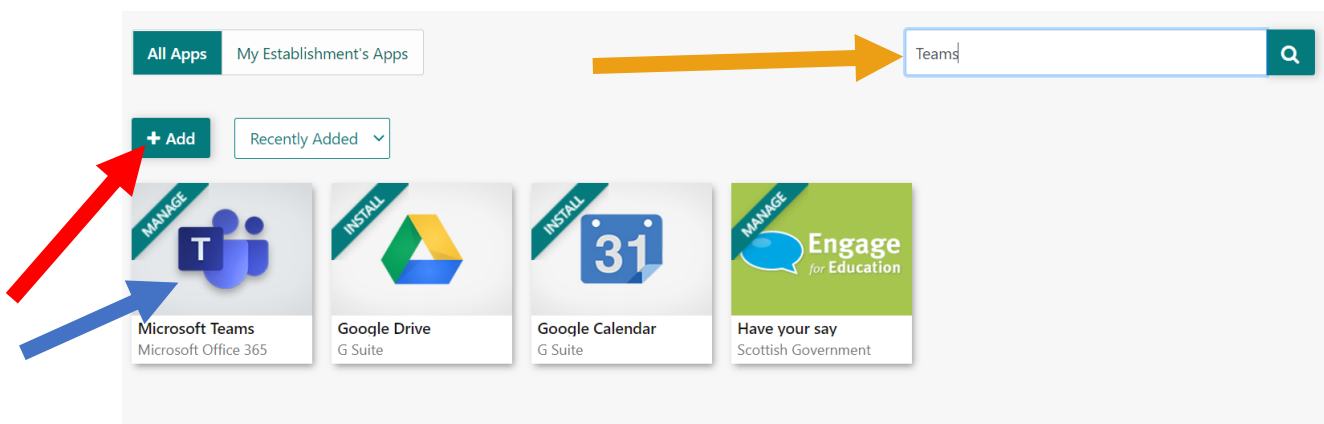 All Apps
My Establishment's Apps
Teams
Add
Recently Added
MANAGE
T
Microsoft Teams
Microsoft Office 365
INSTALL
Google Drive
G Suite
INSTALL
31
Google Calendar
G Suite
MANAGE
Engage
for Education
Have your say
Scottish Government